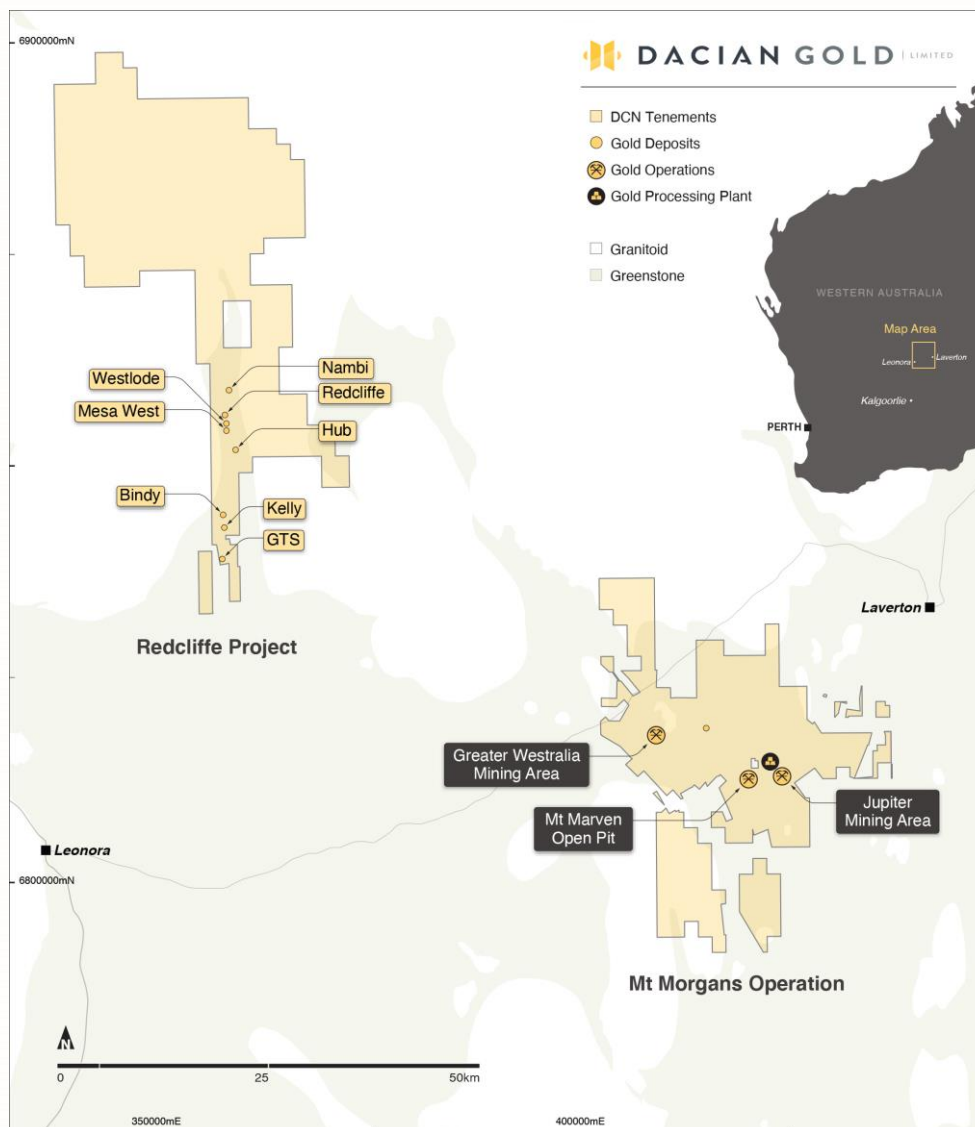 6900000mN
DACIAN GOLD LIMITED
DCN Tenements
Gold Deposits
Gold Operations
Gold Processing Plant
Granitoid
Greenstone
WESTERN AUSTRALIA
Map Area
Leonora
Laverton
Kalgoorlie
PERTH
Nambi
Westlode
Redcliffe
Mesa West
Hub
Bindy
Kelly
GTS
Redcliffe Project
Laverton
Greater Westralia
Mining Area
Mt Marven
Open Pit
Jupiter
Mining Area
Leonora
6800000mN
Mt Morgans Operation
N
0
25
50km
350000mE
400000mE